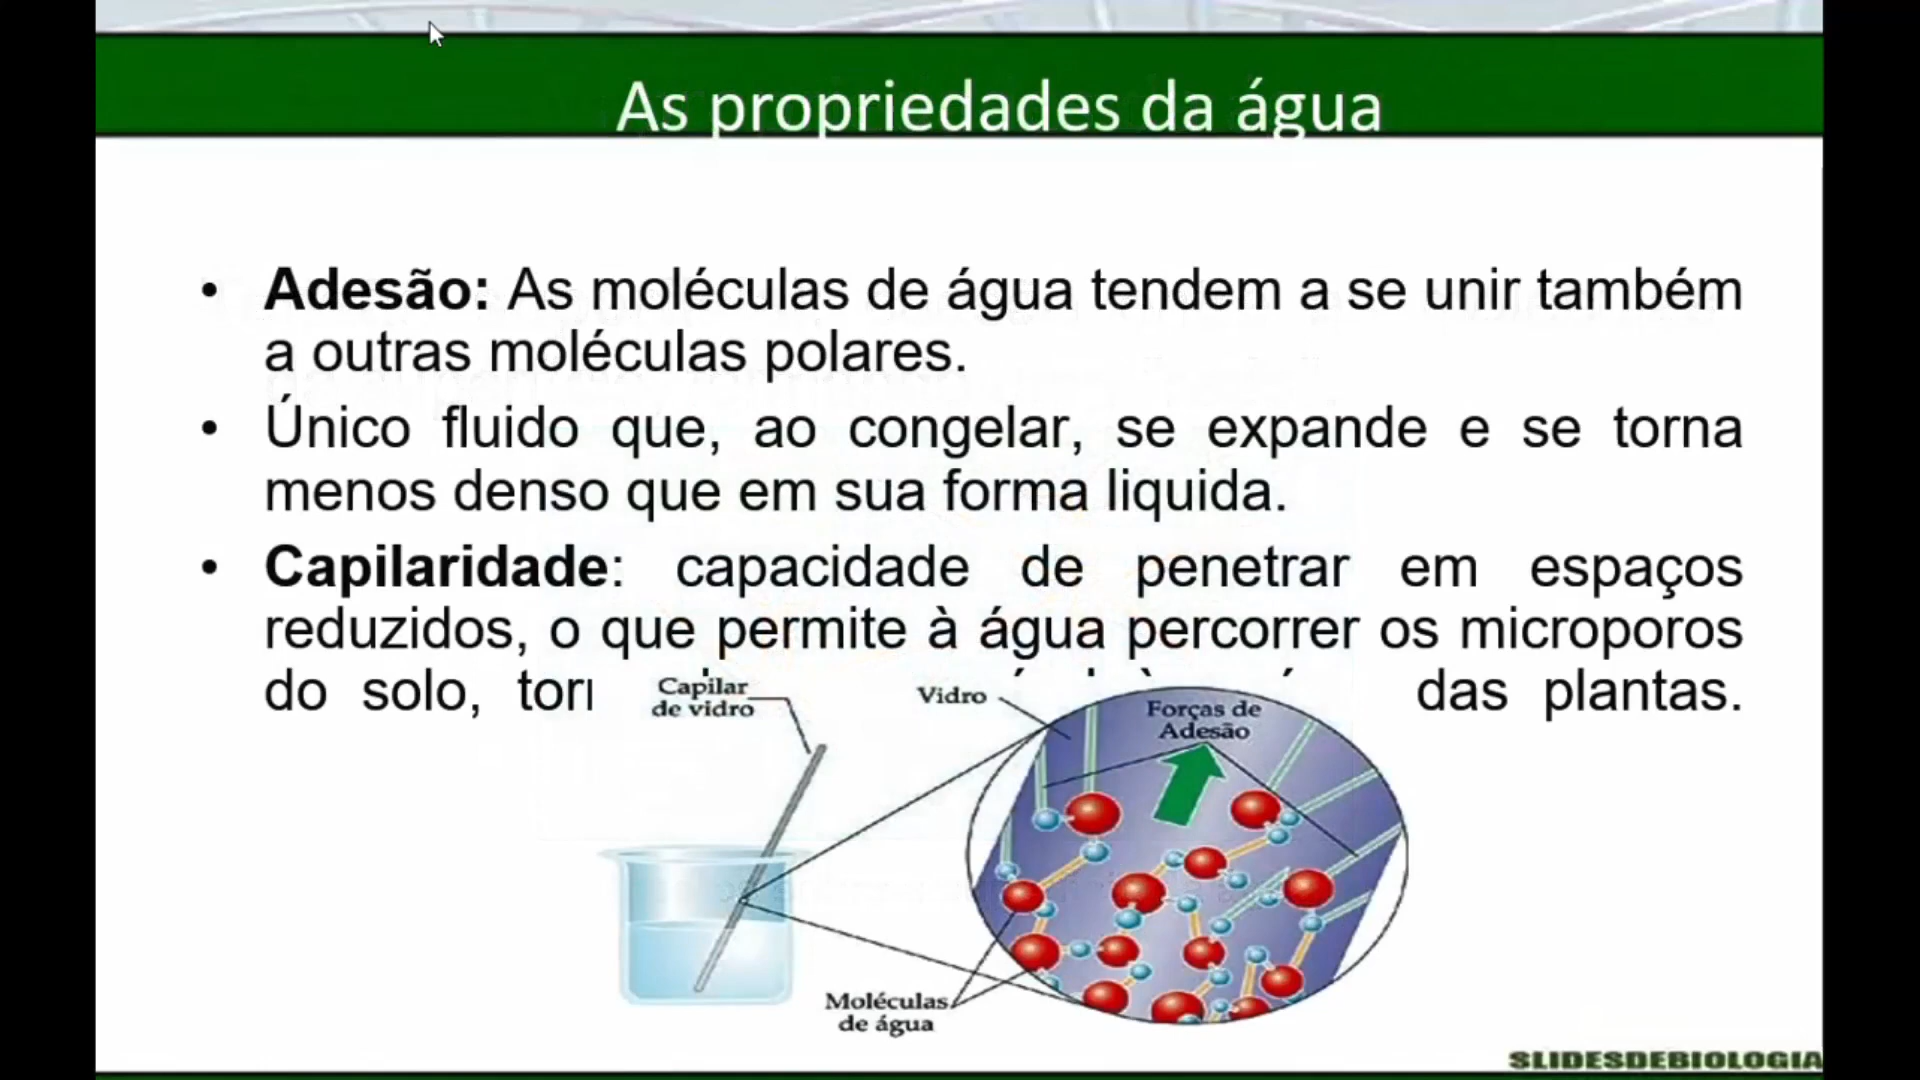 As propriedades da água
• Adesão: As moléculas de água tendem a se unir também
a outras moléculas polares.
• Único fluido que, ao congelar, se expande e se torna
menos denso que em sua forma liquida.
• Capilaridade: capacidade de penetrar em espaços
reduzidos, o que permite à água percorrer os microporos
do solo, das plantas.
Capilar
de vidro
Vidro
Forças de
Adesão
Moléculas
de água
SLIDESDEBIOLOGIA